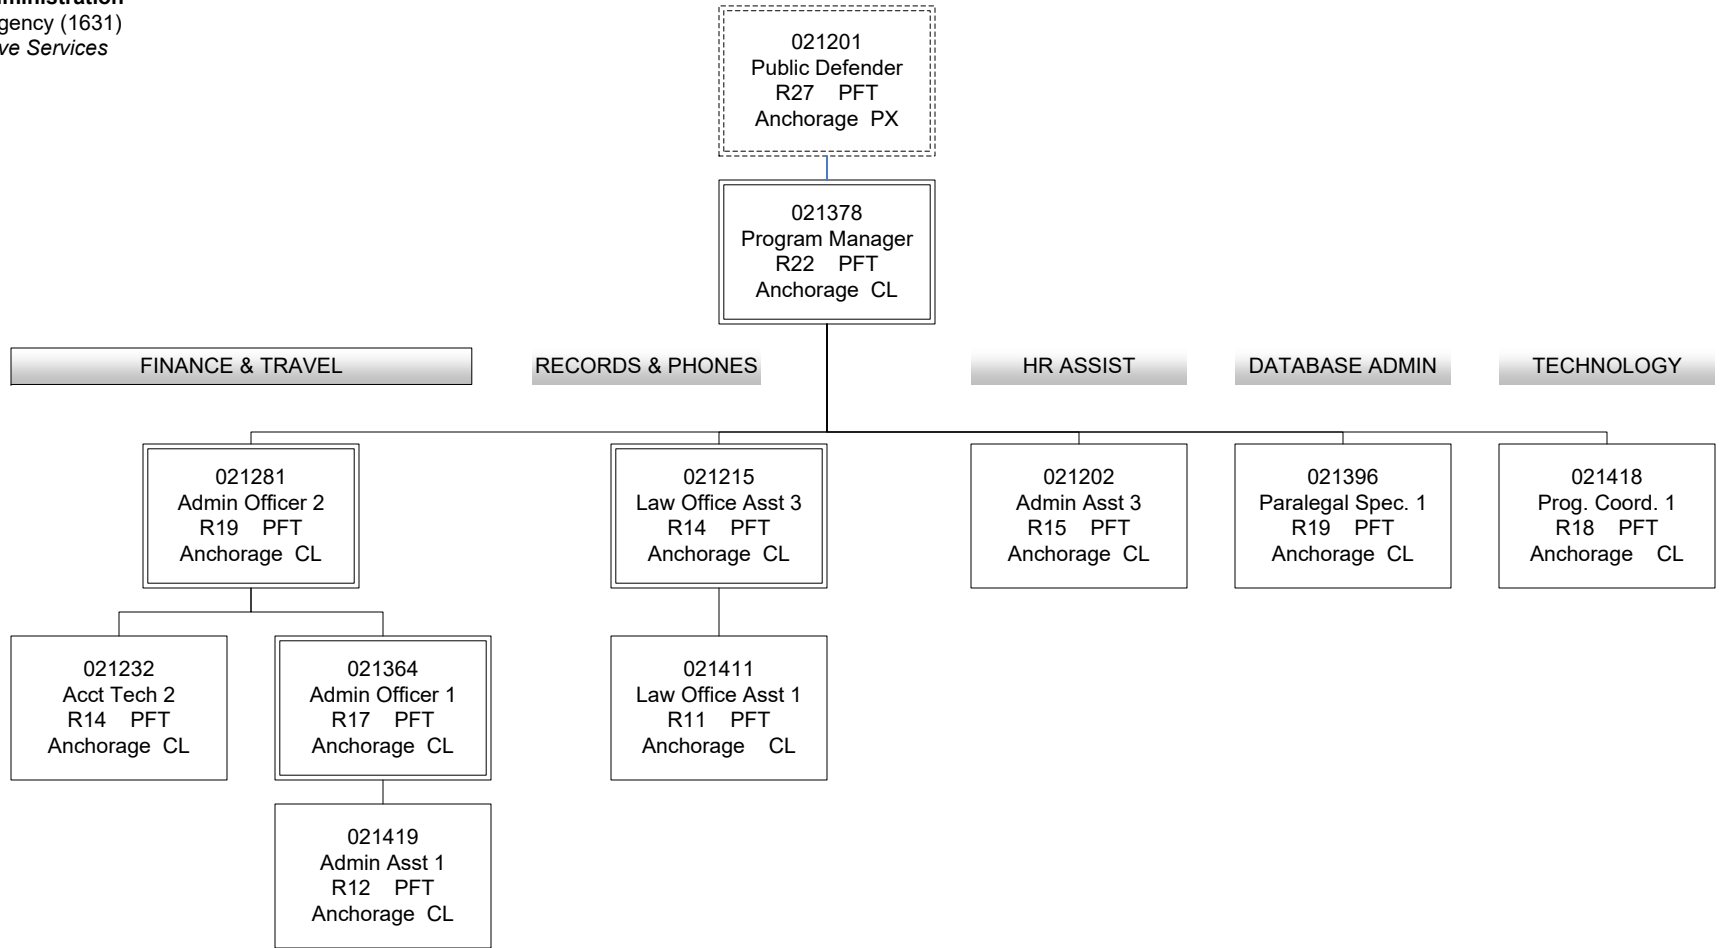 gency (1631)
ve Services
021201
Public Defender
R27 PFT
Anchorage PX
021378
Program Manager
R22 PFT
Anchorage CL
FINANCE & TRAVEL
RECORDS & PHONES
HR ASSIST
DATABASE ADMIN
TECHNOLOGY
021281
Admin Officer 2
R19 PFT
Anchorage CL
021215
Law Office Asst 3
R14 PFT
Anchorage CL
021202
Admin Asst 3
R15 PFT
Anchorage CL
021396
Paralegal Spec. 1
R19 PFT
Anchorage CL
021418
Prog. Coord. 1
R18 PFT
Anchorage CL
021232
Acct Tech 2
R14 PFT
Anchorage CL
021364
Admin Officer 1
R17 PFT
Anchorage CL
021411
Law Office Asst 1
R11 PFT
Anchorage CL
021419
Admin Asst 1
R12 PFT
Anchorage CL